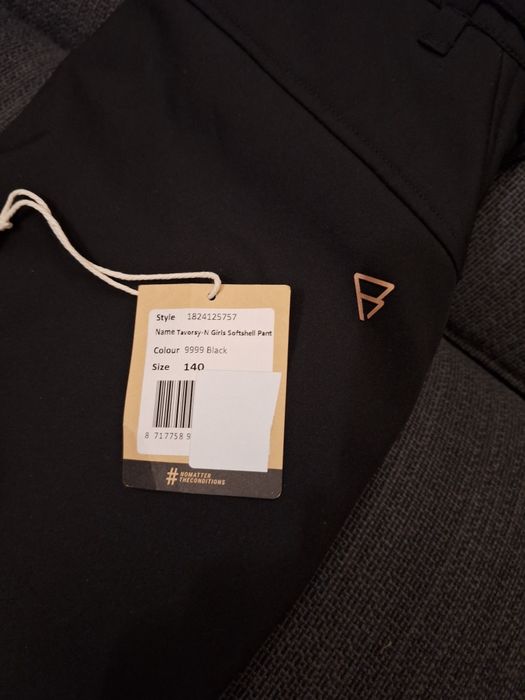 Style 1824125757
Name Tavorsy-N Girls Softshell Pant
Colour 9999 Black
Size 140
8 717758 9
#NOMATTER
THECONDITIONS